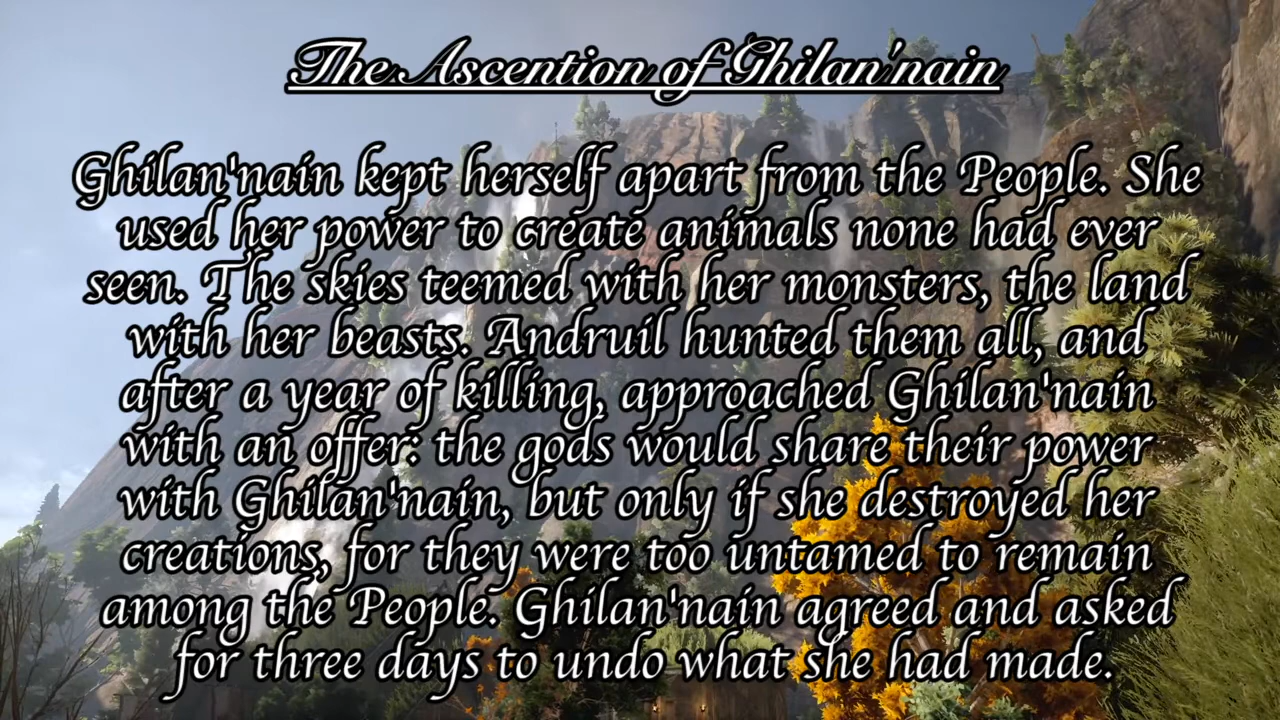 The Ascention of Ghilan'nain
Ghilan'nain kept herself apart from the People. She
used her power to create animals none had ever
seen. The skies teemed with her monsters, the land
with her beasts. Andruil hunted them all, and
after a year of killing, approached Ghilan'nain
with an offer: the gods would share their power
with Ghilan'nain, but only if she destroyed her
creations, for they were too untamed to remain
among the People. Ghilan'nain agreed and asked
for three days to undo what she had made.